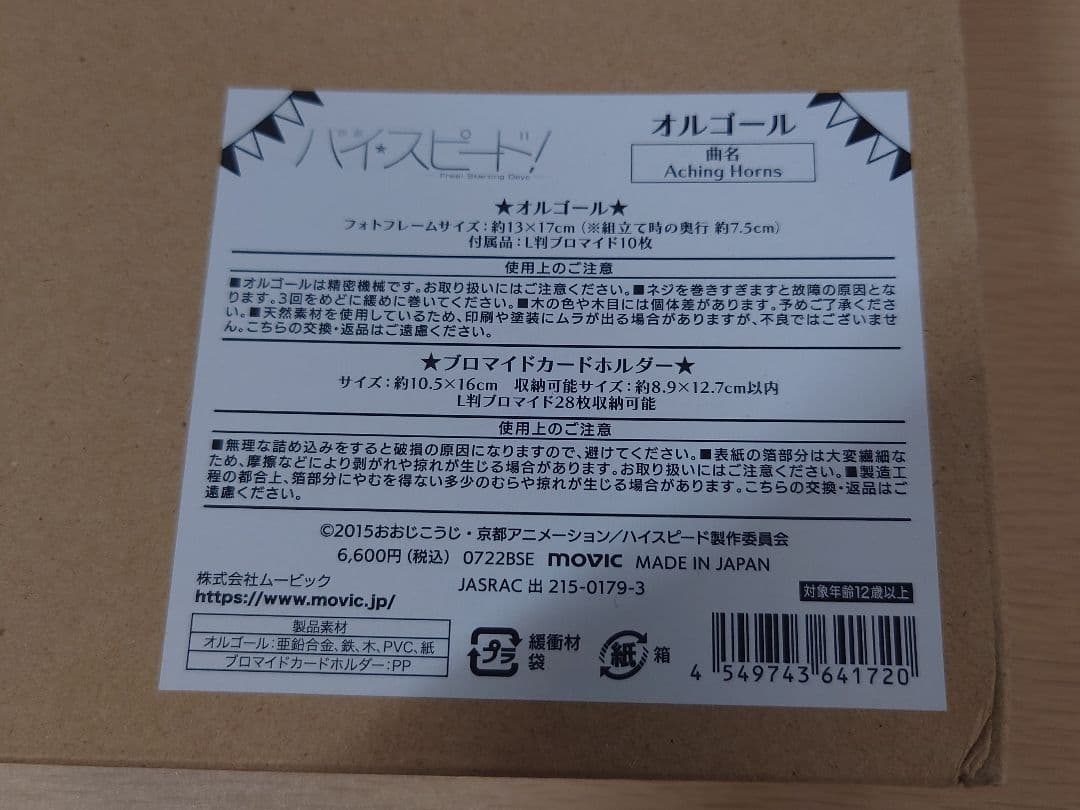 ハイ☆スピード!
Free! Starting Days
オルゴール
曲名
Aching Horns
★オルゴール★
フォトフレームサイズ：約13×17cm（※組立て時の奥行 約7.5cm）
付属品：L判ブロマイド10枚
使用上のご注意
■オルゴールは精密機械です。お取り扱いにはご注意ください。■ネジを巻きすぎますと故障の原因とな
ります。3回をめどに緩めに巻いてください。■木の色や木目には個体差があります。予めご了承くださ
い。■天然素材を使用しているため、印刷や塗装にムラが出る場合がありますが、不良ではございませ
ん。こちらの交換・返品はご遠慮ください。
★ブロマイドカードホルダー★
サイズ：約10.5×16cm　収納可能サイズ：約8.9×12.7cm以内
L判ブロマイド28枚収納可能
使用上のご注意
■無理な詰め込みをすると破損の原因になりますので、避けてください。■表紙の箔部分は大変繊細な
ため、摩擦などにより剥がれや掠れが生じる場合があります。お取り扱いにはご注意ください。■製造工
程の都合上、箔部分にやむを得ない多少のむらや掠れが生じる場合があります。こちらの交換・返品はご
遠慮ください。
©2015おおじこうじ・京都アニメーション／ハイスピード製作委員会
6,600円（税込） 0722BSE movic MADE IN JAPAN
株式会社ムービック
JASRAC 出 215-0179-3
https://www.movic.jp/
対象年齢12歳以上
製品素材
オルゴール：亜鉛合金、鉄、木、PVC、紙
ブロマイドカードホルダー：PP
プラ
緩衝材
袋
紙
箱
4 549743 641720